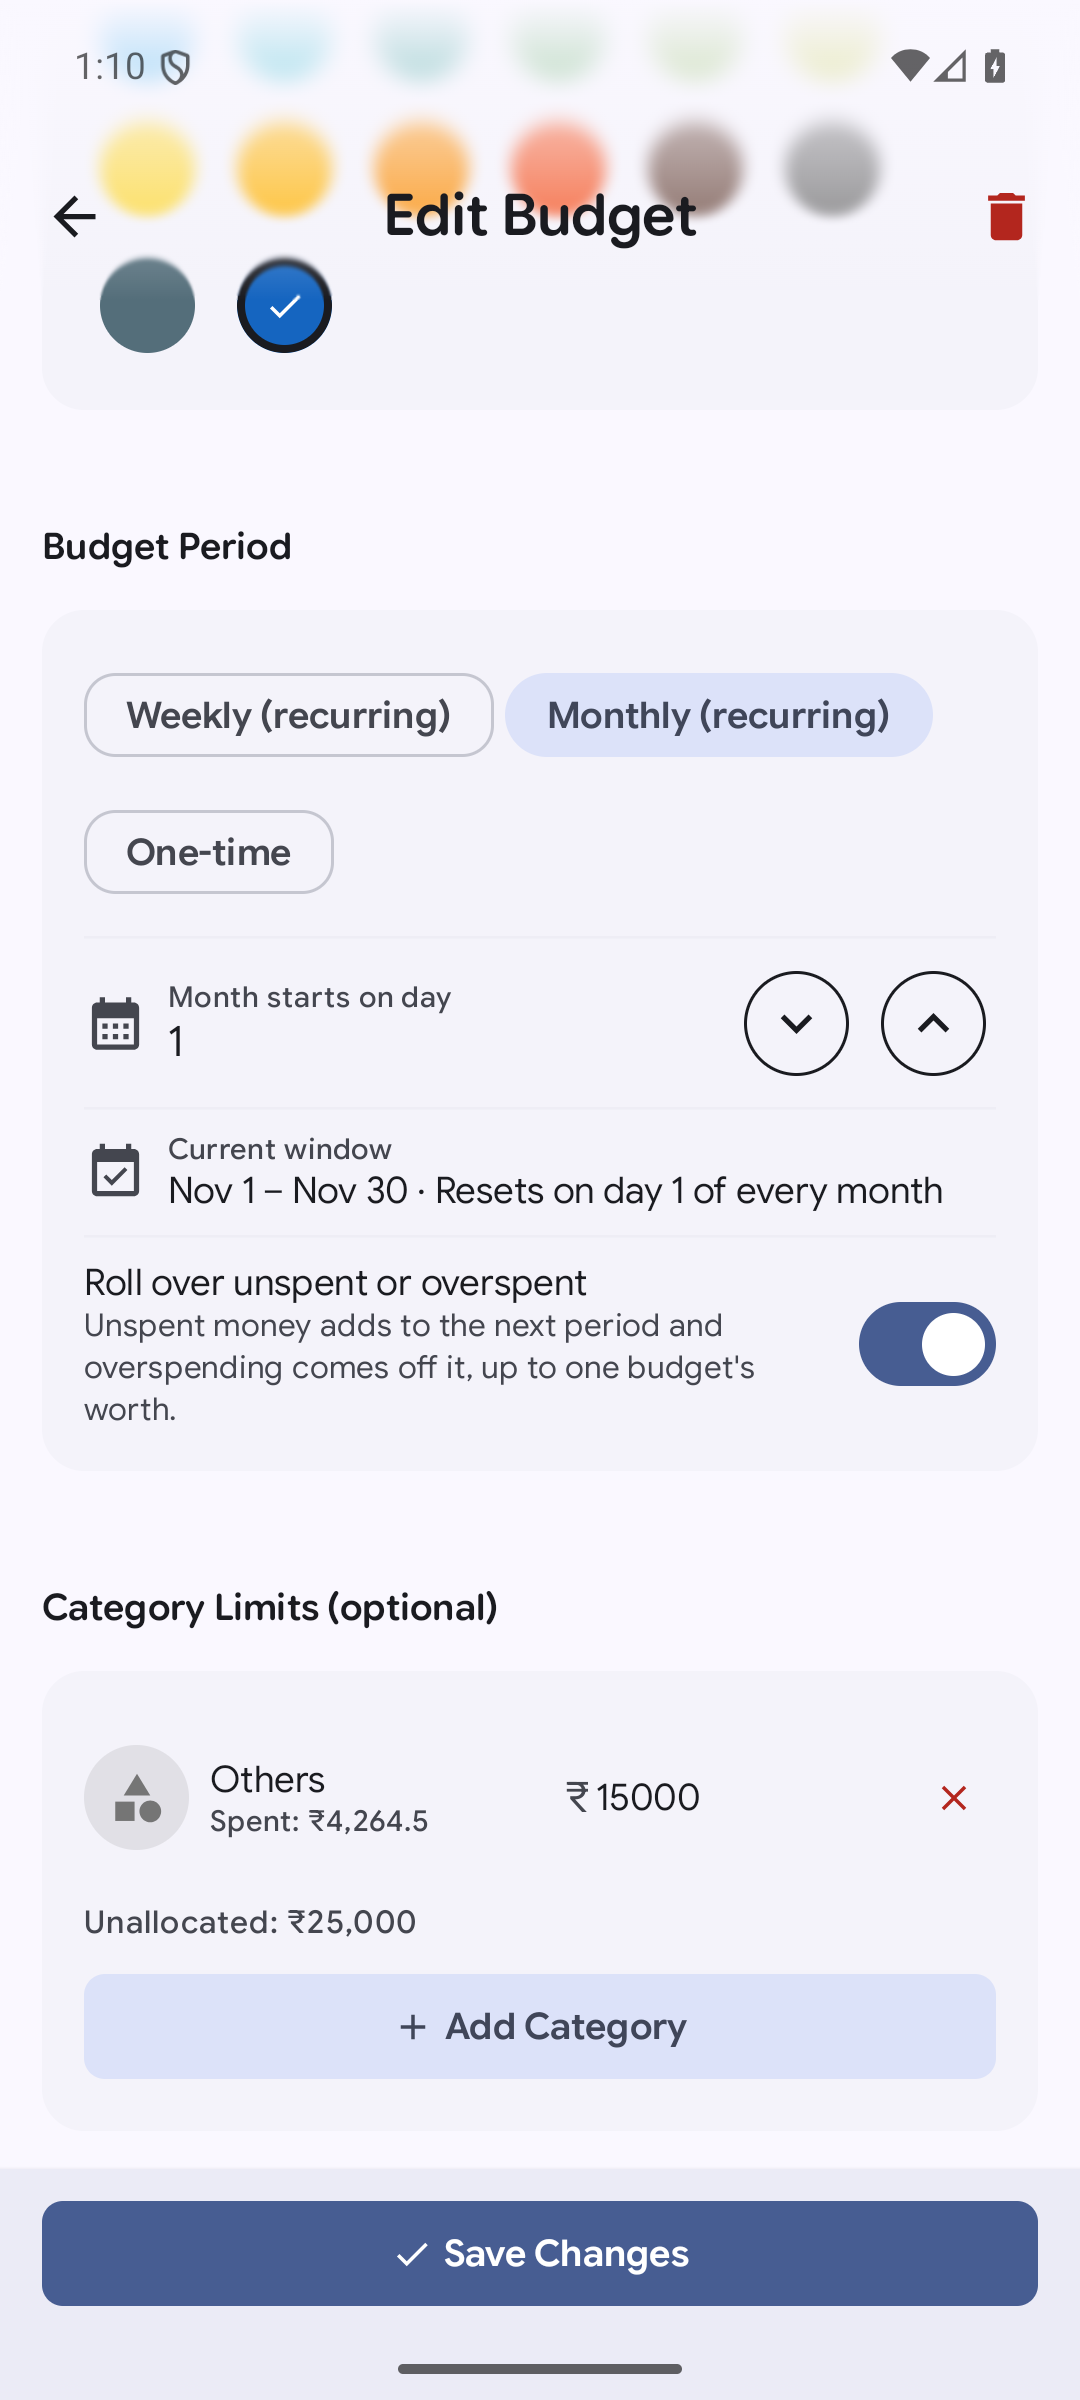 1:10
Edit Budget
Budget Period
Weekly (recurring)
Monthly (recurring)
One-time
Month starts on day
1
Current window
Nov 1 – Nov 30 · Resets on day 1 of every month
Roll over unspent or overspent
Unspent money adds to the next period and
overspending comes off it, up to one budget's
worth.
Category Limits (optional)
Others
₹ 15000
Spent: ₹4,264.5
Unallocated: ₹25,000
+ Add Category
Save Changes